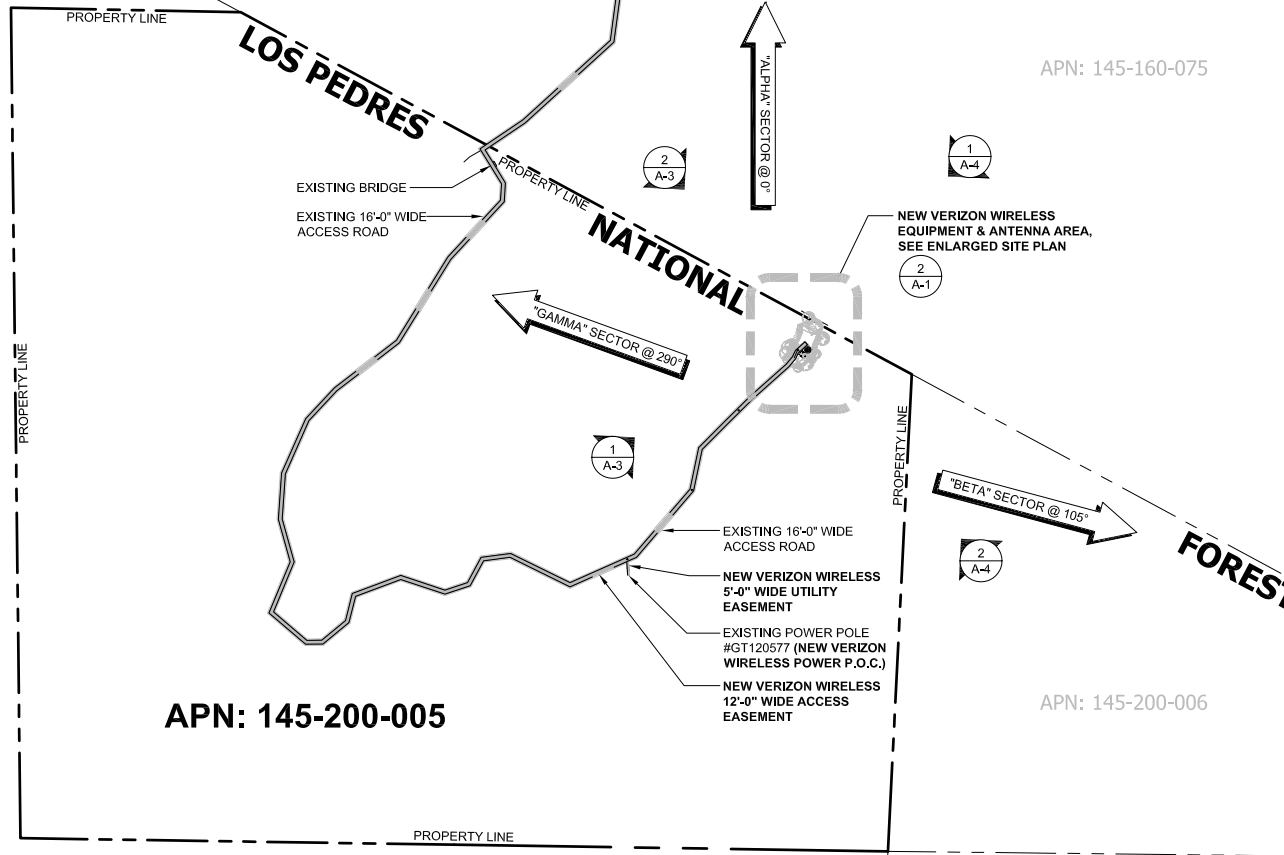 PROPERTY LINE
LOS PEDRES
"ALPHA" SECTOR @ 0°
APN: 145-160-075
2
A-3
1
A-4
PROPERTY LINE
EXISTING BRIDGE
EXISTING 16'-0" WIDE
ACCESS ROAD
NATIONAL
NEW VERIZON WIRELESS
EQUIPMENT & ANTENNA AREA,
SEE ENLARGED SITE PLAN
2
A-1
"GAMMA" SECTOR @ 290°
PROPERTY LINE
PROPERTY LINE
1
A-3
"BETA" SECTOR @ 105°
EXISTING 16'-0" WIDE
ACCESS ROAD
2
A-4
FOREST
NEW VERIZON WIRELESS
5'-0" WIDE UTILITY
EASEMENT
EXISTING POWER POLE
#GT120577 (NEW VERIZON
WIRELESS POWER P.O.C.)
NEW VERIZON WIRELESS
12'-0" WIDE ACCESS
EASEMENT
APN: 145-200-005
APN: 145-200-006
PROPERTY LINE